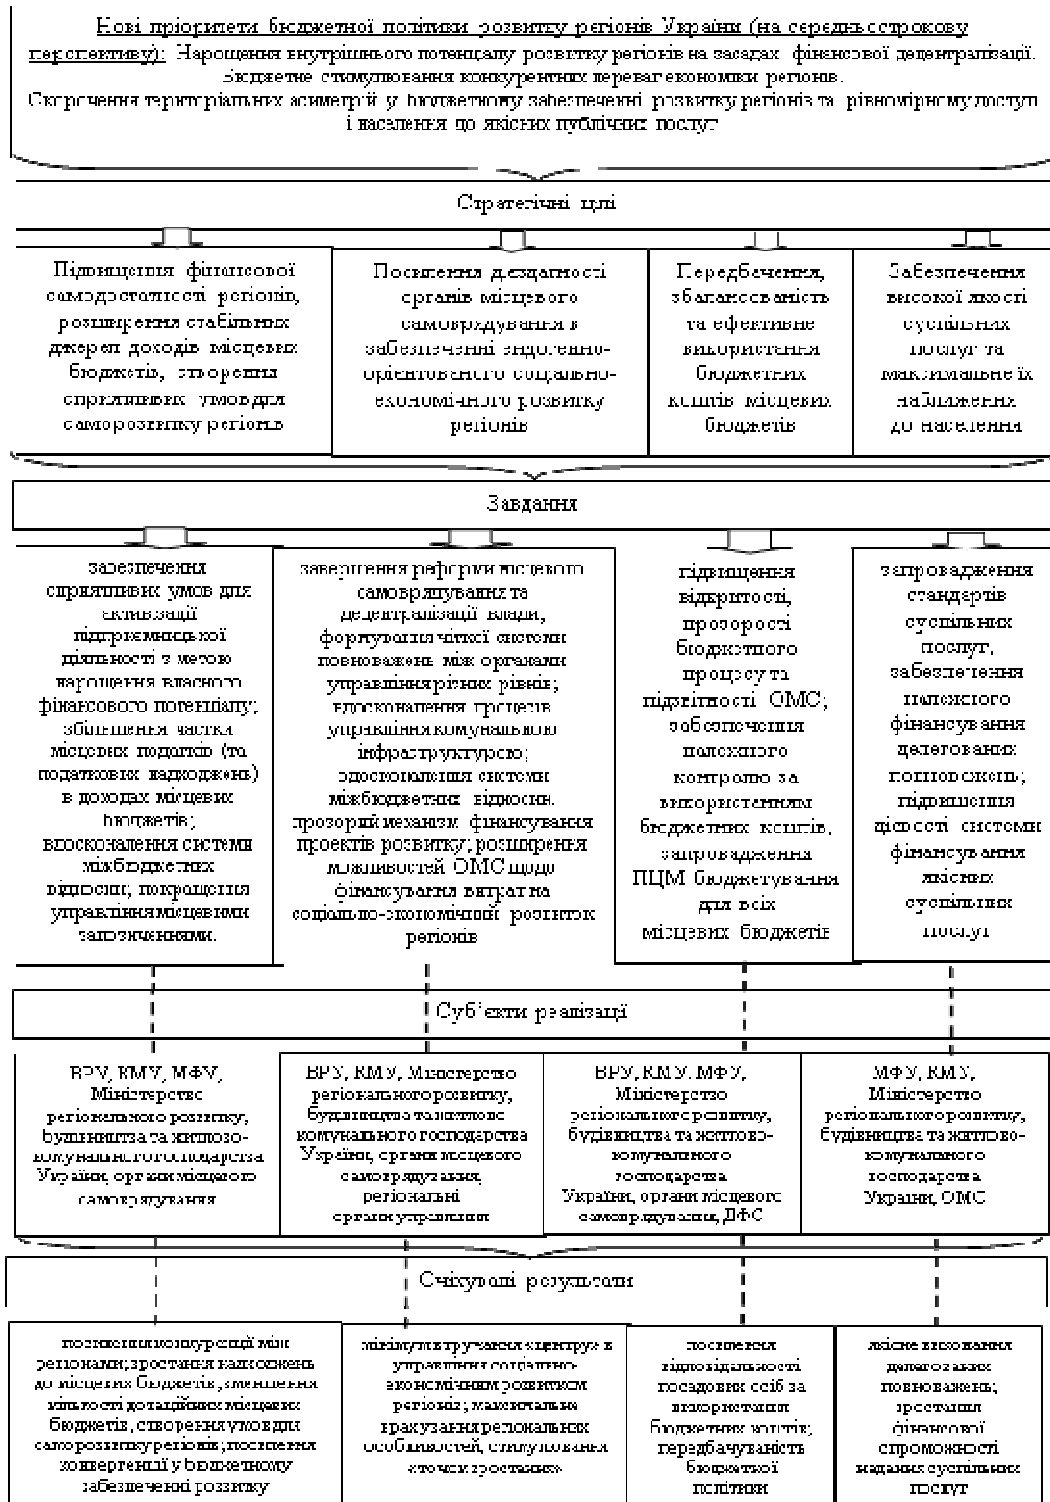 Нові пріоритети бюджетної політики розвитку регіонів України (на середньострокову
перспективу): Нарощення внутрішнього потенціалу розвитку регіонів на засадах фінансової децентралізації.
Бюджетне стимулювання конкурентних переваг економіки регіонів.
Скорочення територіальних асиметрій у бюджетному забезпеченні розвитку регіонів та рівномірному доступі
і населення до якісних публічних послуг
Стратегічні цілі
Підвищення фінансової
самодостатності регіонів,
розширення стабільних
джерел доходів місцевих
бюджетів, створення
сприятливих умов для
саморозвитку регіонів
Посилення дієздатності
органів місцевого
самоврядування в
забезпеченні ендогенно-
орієнтованого соціально-
економічного розвитку
регіонів
Передбачення,
збалансованість
та ефективне
використання
бюджетних
коштів місцевих
бюджетів
Забезпечення
високої якості
суспільних
послуг та
максимальне їх
наближення
до населення
Завдання
забезпечення
сприятливих умов для
активізації
підприємницької
діяльності з метою
нарощення власного
фінансового потенціалу;
збільшення частки
місцевих податків (та
податкових надходжень)
в доходах місцевих
бюджетів;
вдосконалення системи
міжбюджетних
відносин; покращення
управління місцевими
запозиченнями.
завершення реформи місцевого
самоврядування та
децентралізації влади,
формування чіткої системи
повноважень між органами
управління різних рівнів;
вдосконалення процесів
управління комунальною
інфраструктурою;
вдосконалення системи
міжбюджетних відносин.
прозорий механізм фінансування
проектів розвитку; розширення
можливостей ОМС щодо
фінансування витрат на
соціально-економічний розвиток
регіонів
підвищення
відкритості,
прозорості
бюджетного
процесу та
підзвітності ОМС;
забезпечення
належного
контролю за
використанням
бюджетних коштів,
запровадження
ПЦМ бюджетування
для всіх
місцевих бюджетів
запровадження
стандартів
суспільних
послуг,
забезпечення
належного
фінансування
делегованих
повноважень;
підвищення
дієвості системи
фінансування
якісних
суспільних
послуг
Суб'єкти реалізації
ВРУ, КМУ, МФУ,
Міністерство
регіонального розвитку,
будівництва та житлово-
комунального господарства
України, органи місцевого
самоврядування
ВРУ, КМУ, Міністерство
регіонального розвитку,
будівництва та житлово-
комунального господарства
України, органи місцевого
самоврядування,
регіональні
органи управління
ВРУ, КМУ, МФУ,
Міністерство
регіонального розвитку,
будівництва та житлово-
комунального
господарства
України, органи місцевого
самоврядування, ДФС
МФУ, КМУ,
Міністерство
регіонального розвитку,
будівництва та житлово-
комунального
господарства
України, ОМС
Очікувані результати
посилення конкуренції між
регіонами; зростання надходжень
до місцевих бюджетів, зменшення
кількості дотаційних місцевих
бюджетів, створення умов для
саморозвитку регіонів; посилення
конвергенції у бюджетному
забезпеченні розвитку
мінімум втручання «центру» в
управління соціально-
економічним розвитком
регіонів; максимальне
врахування регіональних
особливостей, стимулювання
«точок зростання»
посилення
відповідальності
посадових осіб за
використання
бюджетних коштів;
передбачуваність
бюджеткої
політики
якісне виконання
делегованих
повноважень;
зростання
фінансової
спроможності
надання суспільних
послуг